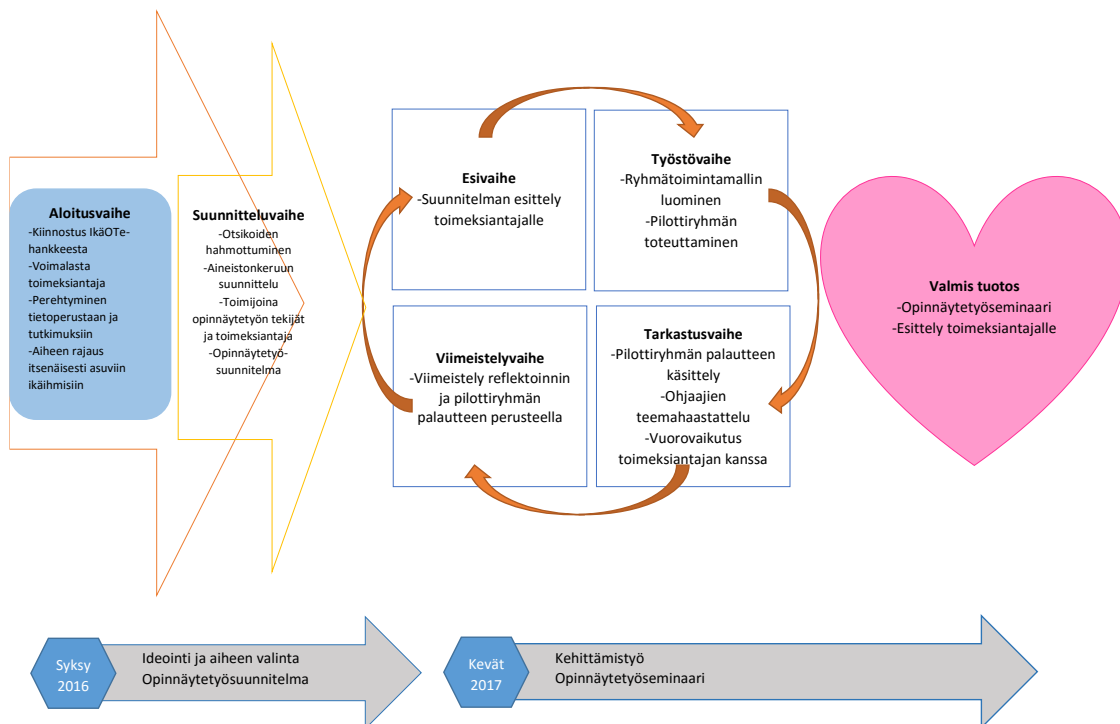 Aloitusvaihe
-Kiinnostus IkäOTe-
hankkeesta
-Voimalasta
toimeksiantaja
-Perehtyminen
tietoperustaan ja
tutkimuksiin
-Aiheen rajaus
itsenäisesti asuviin
ikäihmisiin
Suunnitteluvaihe
-Otsikoiden
hahmottuminen
-Aineistonkeruun
suunnittelu
-Toimijoina
opinnäytetyön tekijät
ja toimeksiantaja
-Opinnäytetyö-
suunnitelma
Esivaihe
-Suunnitelman esittely
toimeksiantajalle
Työstövaihe
-Ryhmätoimintamallin
luominen
-Pilottiryhmän
toteuttaminen
Viimeistelyvaihe
-Viimeistely reflektoinnin
ja pilottiryhmän
palautteen perusteella
Tarkastusvaihe
-Pilottiryhmän palautteen
käsittely
-Ohjaajien
teemahaastattelu
-Vuorovaikutus
toimeksiantajan kanssa
Valmis tuotos
-Opinnäytetyöseminaari
-Esittely toimeksiantajalle
Syksy
2016
Ideointi ja aiheen valinta
Opinnäytetyösuunnitelma
Kevät
2017
Kehittämistyö
Opinnäytetyöseminaari